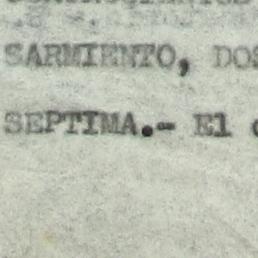 SARMIENTO, DOS
SEPTIMA.- El